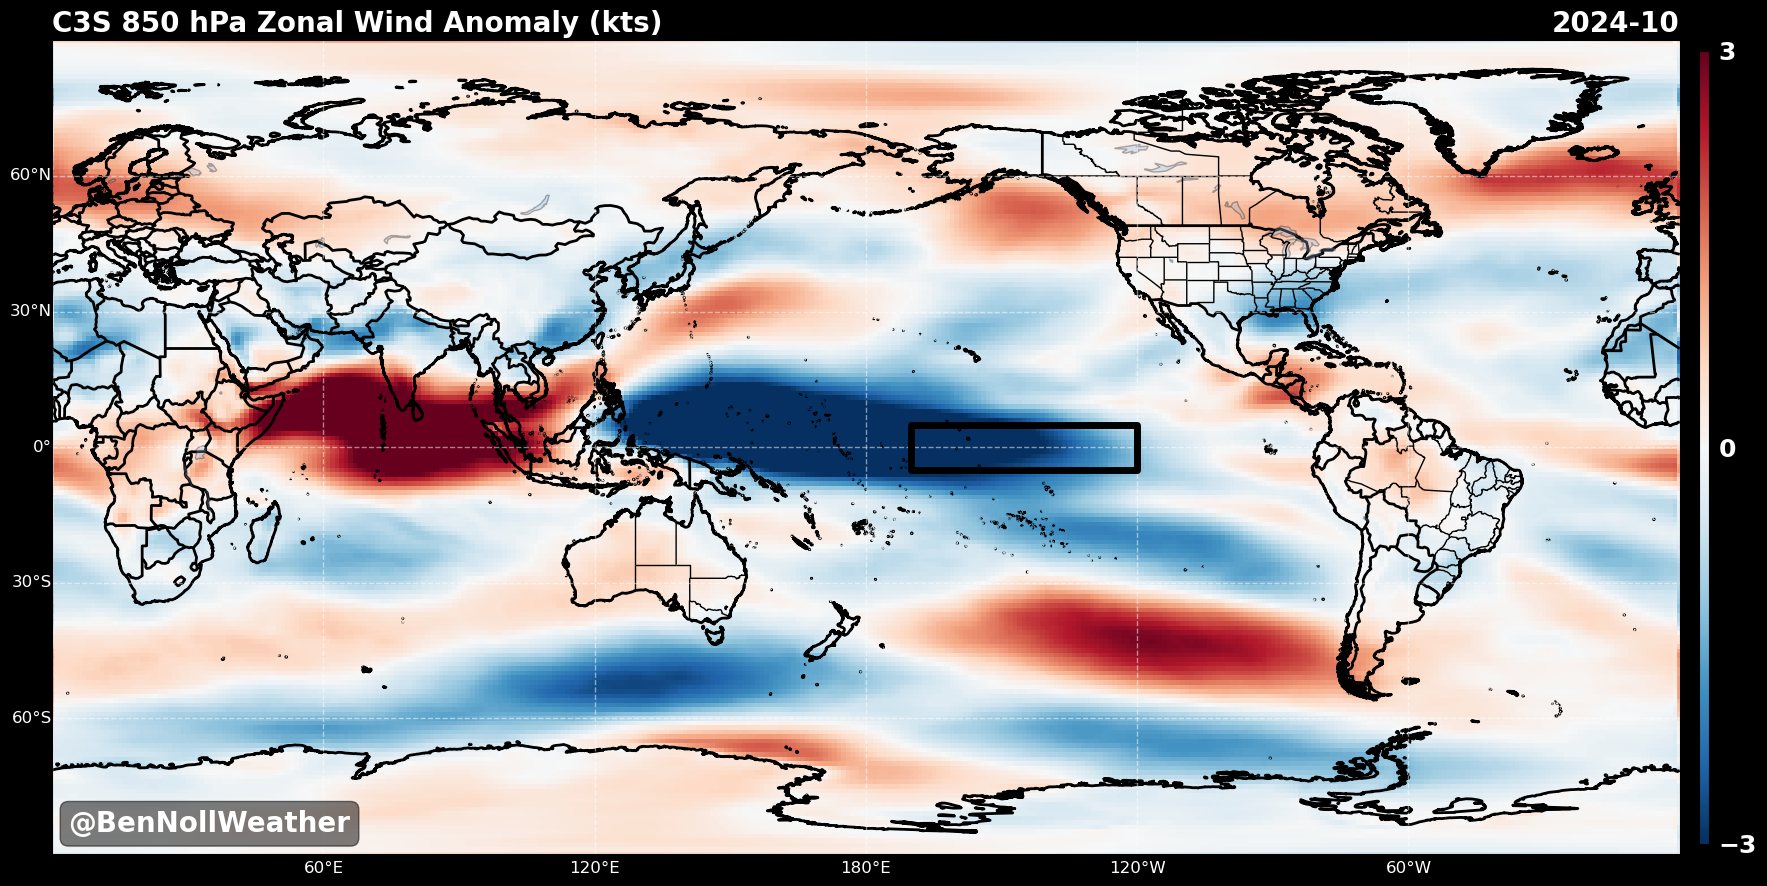 C3S 850 hPa Zonal Wind Anomaly (kts)
2024-10
3
60°N
30°N
0°
0
30°S
60°S
@BenNollWeather
−3
60°E
120°E
180°E
120°W
60°W